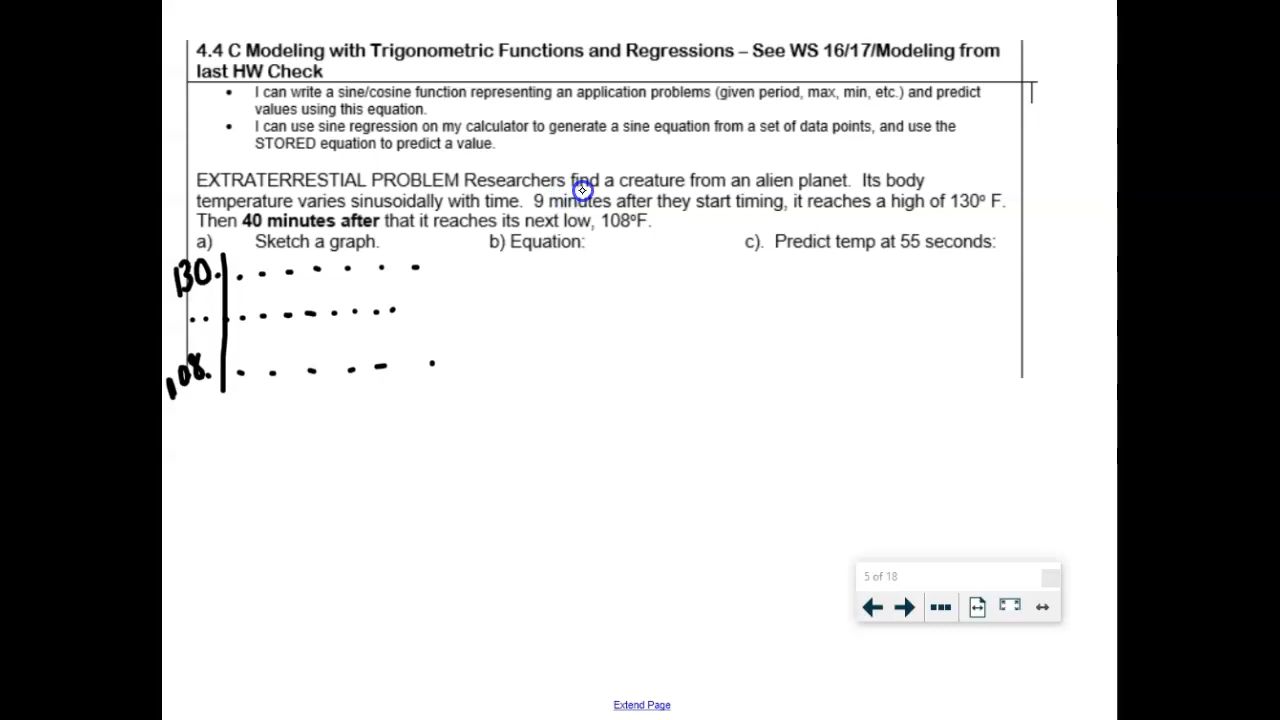 4.4 C Modeling with Trigonometric Functions and Regressions – See WS 16/17/Modeling from
last HW Check
• I can write a sine/cosine function representing an application problems (given period, max, min, etc.) and predict
values using this equation.
• I can use sine regression on my calculator to generate a sine equation from a set of data points, and use the
STORED equation to predict a value.
EXTRATERRESTIAL PROBLEM Researchers find a creature from an alien planet. Its body
temperature varies sinusoidally with time. 9 minutes after they start timing, it reaches a high of 130º F.
Then 40 minutes after that it reaches its next low, 108ºF.
a) Sketch a graph. b) Equation: c). Predict temp at 55 seconds:
130
108
5 of 18
Extend Page